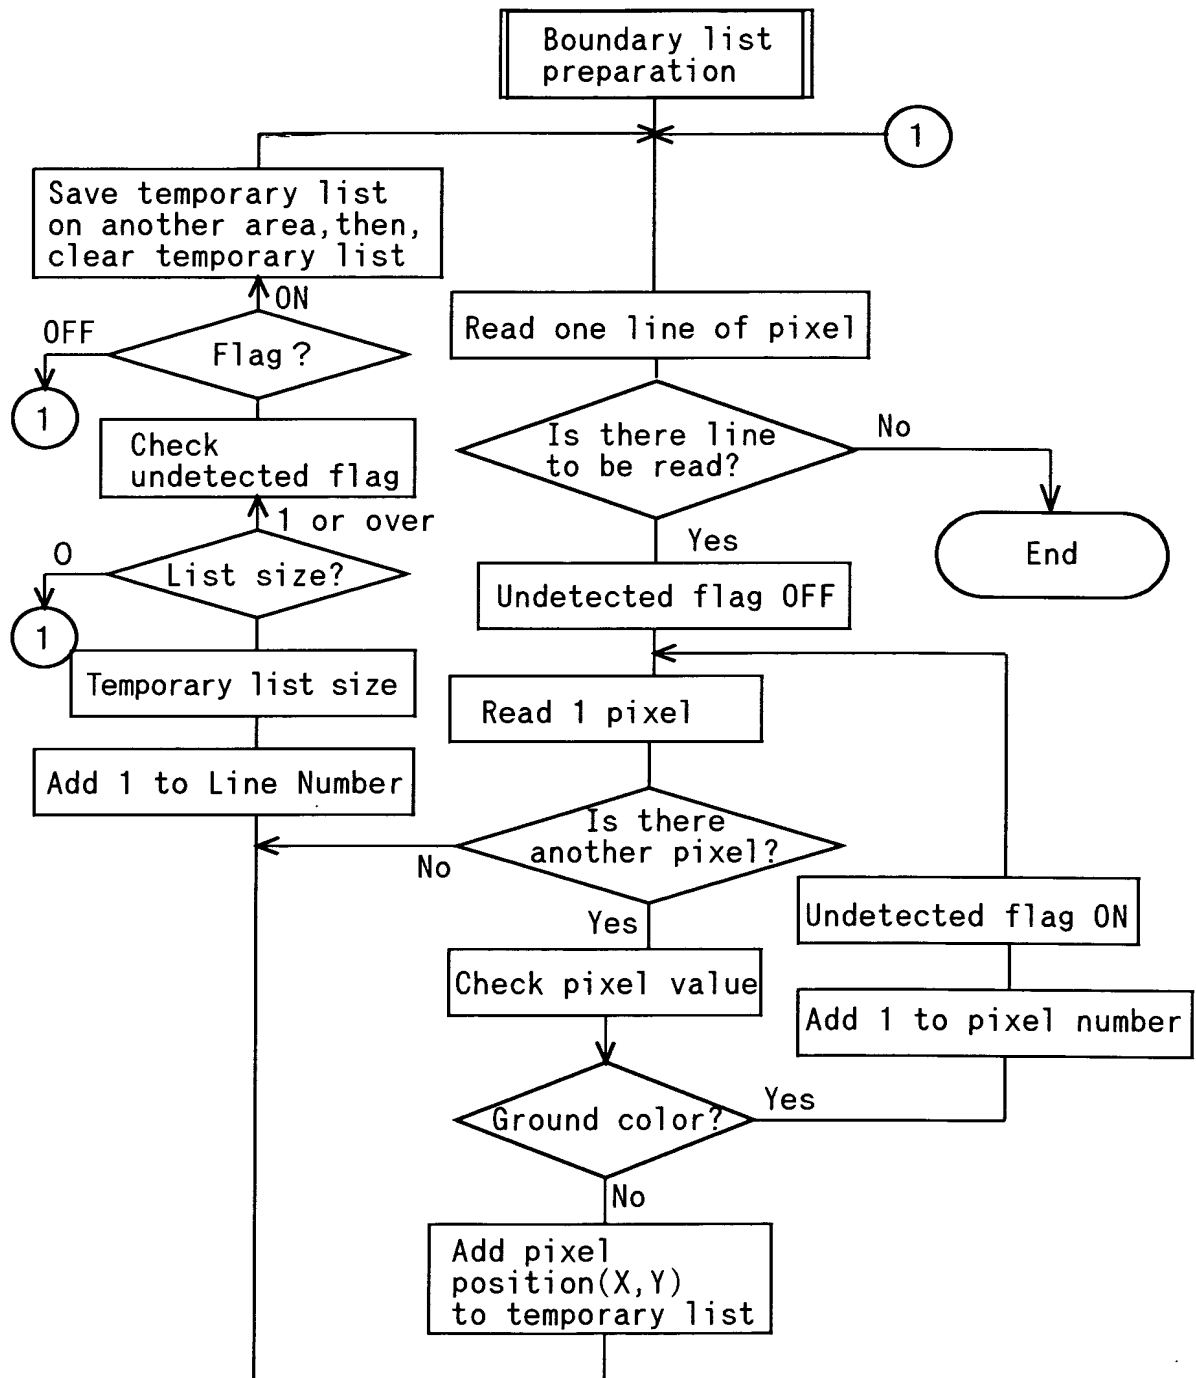 Boundary list
preparation
1
Save temporary list
on another area,then,
clear temporary list
ON
OFF
Flag?
1
Check
undetected flag
1 or over
0
List size?
1
Temporary list size
Add 1 to Line Number
Read one line of pixel
Is there line
to be read?
No
End
Yes
Undetected flag OFF
Read 1 pixel
Is there
another pixel?
No
Yes
Undetected flag ON
Check pixel value
Add 1 to pixel number
Ground color?
Yes
No
Add pixel
position(X,Y)
to temporary list